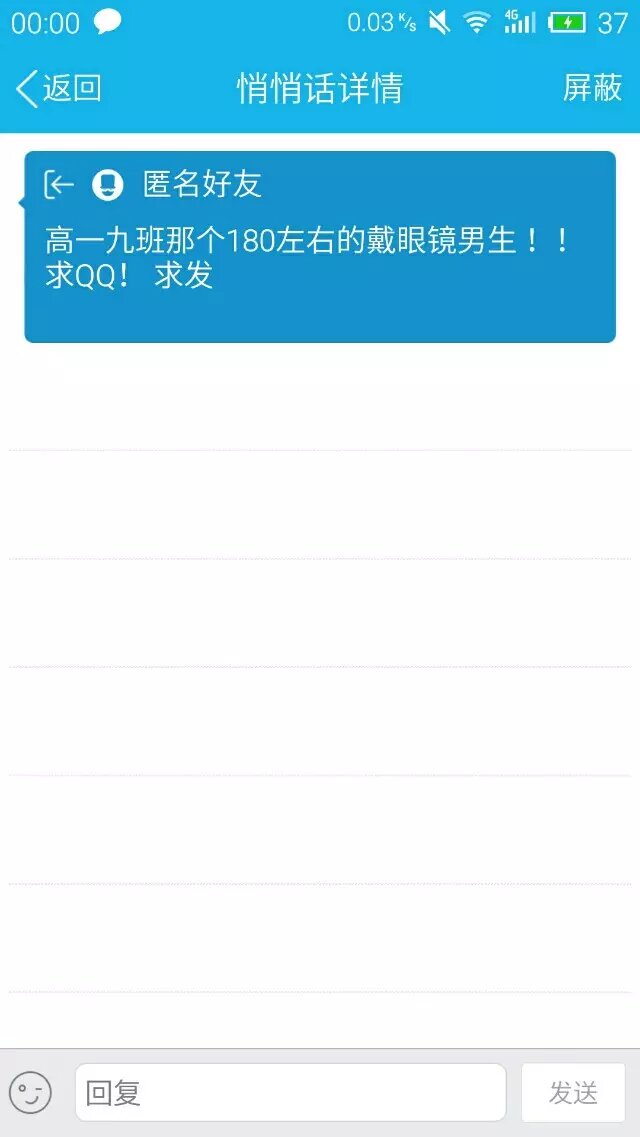 00:00 0.03 K/s 4G 37
返回 悄悄话详情 屏蔽
匿名好友
高一九班那个180左右的戴眼镜男生！！
求QQ！ 求发
回复 发送